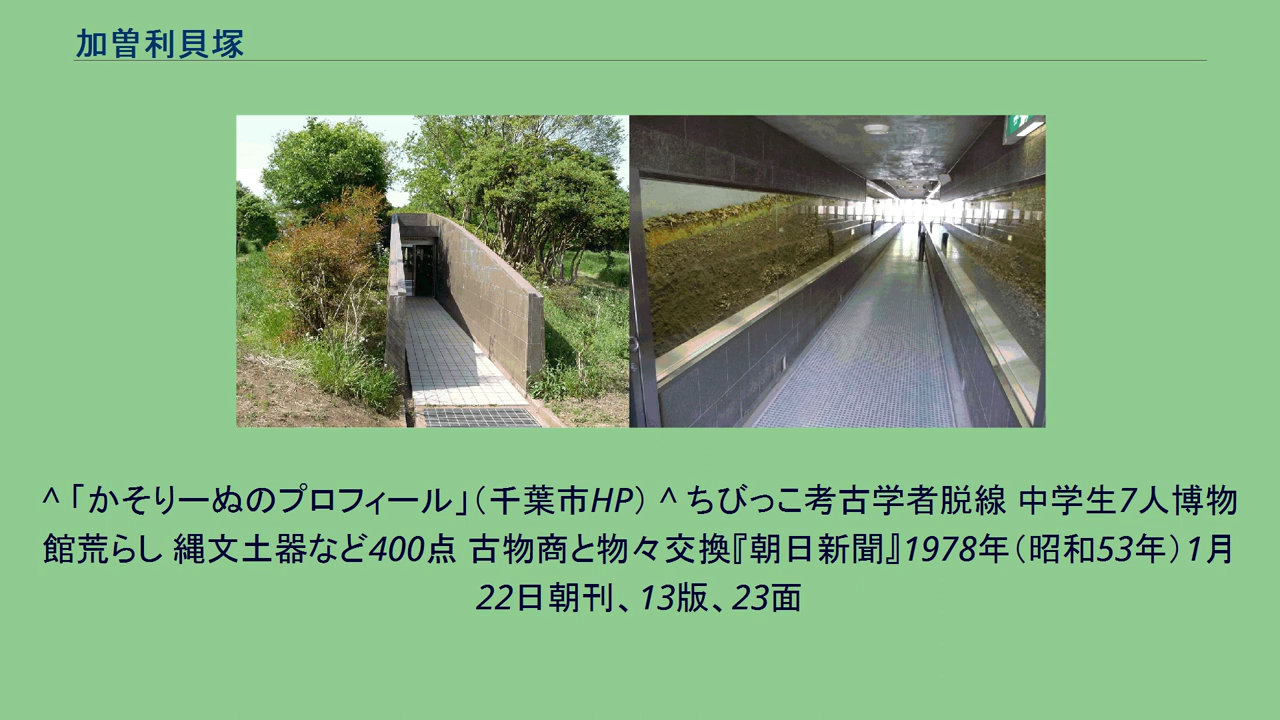 加曽利貝塚
^ 「かそりーぬのプロフィール」（千葉市HP） ^ ちびっこ考古学者脱線 中学生7人博物
館荒らし 縄文土器など400点 古物商と物々交換『朝日新聞』1978年（昭和53年）1月
22日朝刊、13版、23面